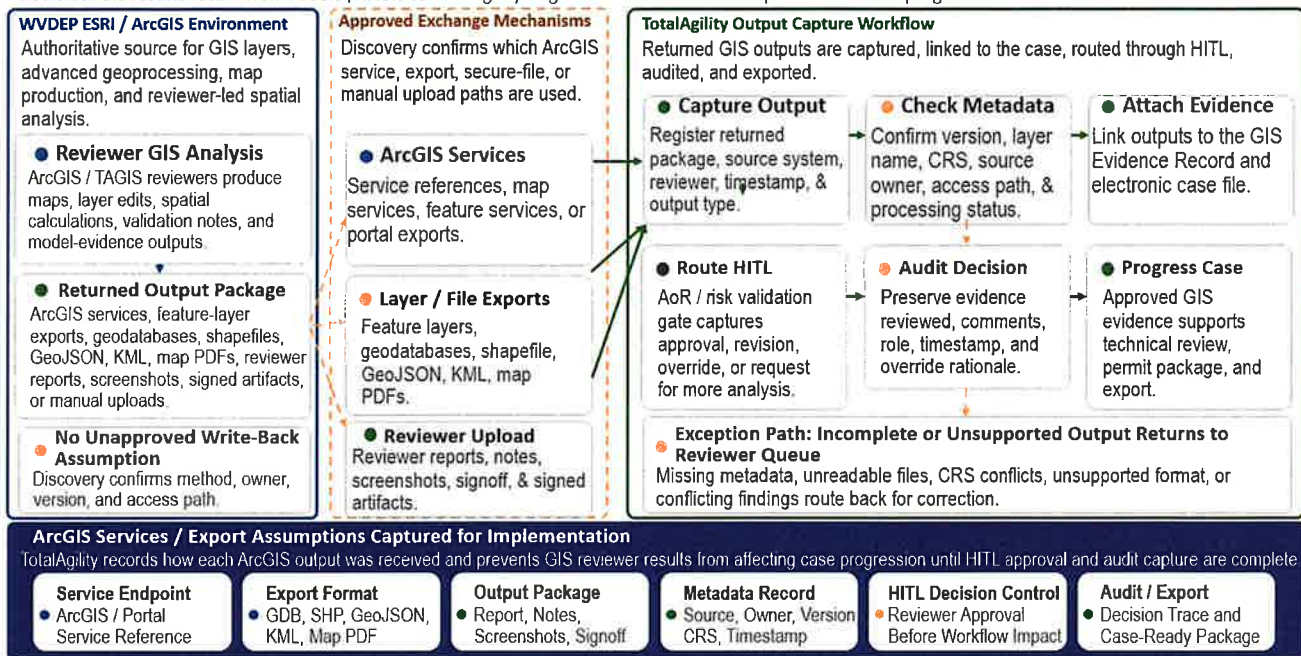 WVDEP ESRI / ArcGIS Environment
Authoritative source for GIS layers,
advanced geoprocessing, map
production, and reviewer-led spatial
analysis.
Reviewer GIS Analysis
ArcGIS / TAGIS reviewers produce
maps, layer edits, spatial
calculations, validation notes, and
model-evidence outputs.
Returned Output Package
ArcGIS services, feature-layer
exports, geodatabases, shapefiles,
GeoJSON, KML, map PDFs, reviewer
reports, screenshots, signed artifacts,
or manual uploads.
No Unapproved Write-Back
Assumption
Discovery confirms method, owner,
version, and access path.
Approved Exchange Mechanisms
Discovery confirms which ArcGIS
service, export, secure-file, or
manual upload paths are used.
ArcGIS Services
Service references, map
services, feature services, or
portal exports.
Layer / File Exports
Feature layers,
geodatabases, shapefile,
GeoJSON, KML, map
PDFs.
Reviewer Upload
Reviewer reports, notes,
screenshots, signoff, & signed
artifacts.
TotalAgility Output Capture Workflow
Returned GIS outputs are captured, linked to the case, routed through HITL,
audited, and exported.
Capture Output
Register returned
package, source system,
reviewer, timestamp, &
output type.
Check Metadata
Confirm version, layer
name, CRS, source
owner, access path, &
processing status.
Attach Evidence
Link outputs to the GIS
Evidence Record and
electronic case file.
Route HITL
AoR / risk validation
gate captures
approval, revision,
override, or request
for more analysis.
Audit Decision
Preserve evidence
reviewed, comments,
role, timestamp, and
override rationale.
Progress Case
Approved GIS
evidence supports
technical review,
permit package, and
export.
Exception Path: Incomplete or Unsupported Output Returns to
Reviewer Queue
Missing metadata, unreadable files, CRS conflicts, unsupported format, or
conflicting findings route back for correction.
ArcGIS Services / Export Assumptions Captured for Implementation
TotalAgility records how each ArcGIS output was received and prevents GIS reviewer results from affecting case progression until HITL approval and audit capture are complete.
Service Endpoint
ArcGIS / Portal
Service Reference
Export Format
GDB, SHP, GeoJSON,
KML, Map PDF
Output Package
Report, Notes,
Screenshots, Signoff
Metadata Record
Source, Owner, Version
CRS, Timestamp
HITL Decision Control
Reviewer Approval
Before Workflow Impact
Audit / Export
Decision Trace and
Case-Ready Package